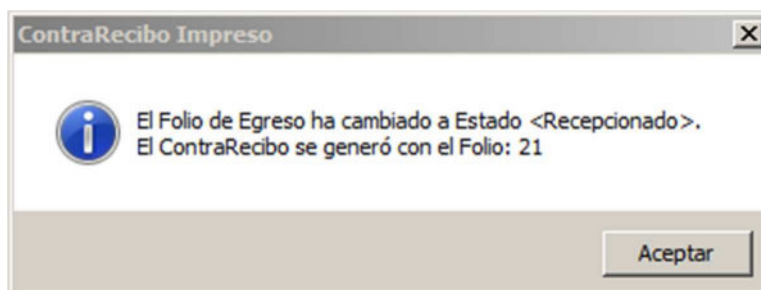 ContraRecibo Impreso
El Folio de Egreso ha cambiado a Estado <Recepcionado>.
El ContraRecibo se generó con el Folio: 21
Aceptar